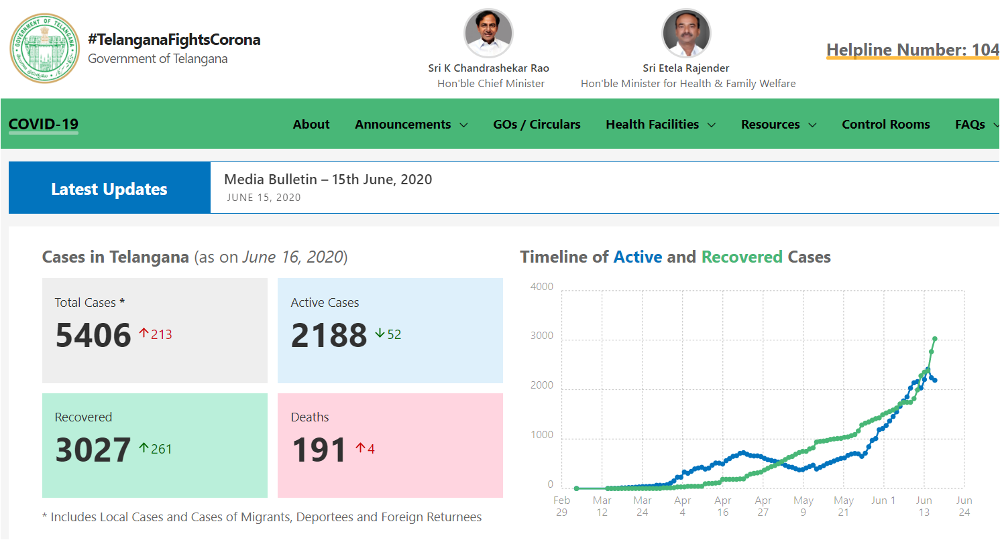 GOVERNMENT OF TELANGANA
#TelanganaFightsCorona
Government of Telangana
Sri K Chandrashekar Rao
Hon'ble Chief Minister
Sri Etela Rajender
Hon'ble Minister for Health & Family Welfare
Helpline Number: 104
COVID-19
About
Announcements
GOs / Circulars
Health Facilities
Resources
Control Rooms
FAQs
Latest Updates
Media Bulletin – 15th June, 2020
JUNE 15, 2020
Cases in Telangana (as on June 16, 2020)
Total Cases *
5406 ↑213
Active Cases
2188 ↓52
Recovered
3027 ↑261
Deaths
191 ↑4
* Includes Local Cases and Cases of Migrants, Deportees and Foreign Returnees
Timeline of Active and Recovered Cases
4000
3000
2000
1000
0
Feb 29
Mar 12
Mar 24
Apr 4
Apr 16
Apr 27
May 9
May 21
Jun 1
Jun 13
Jun 24